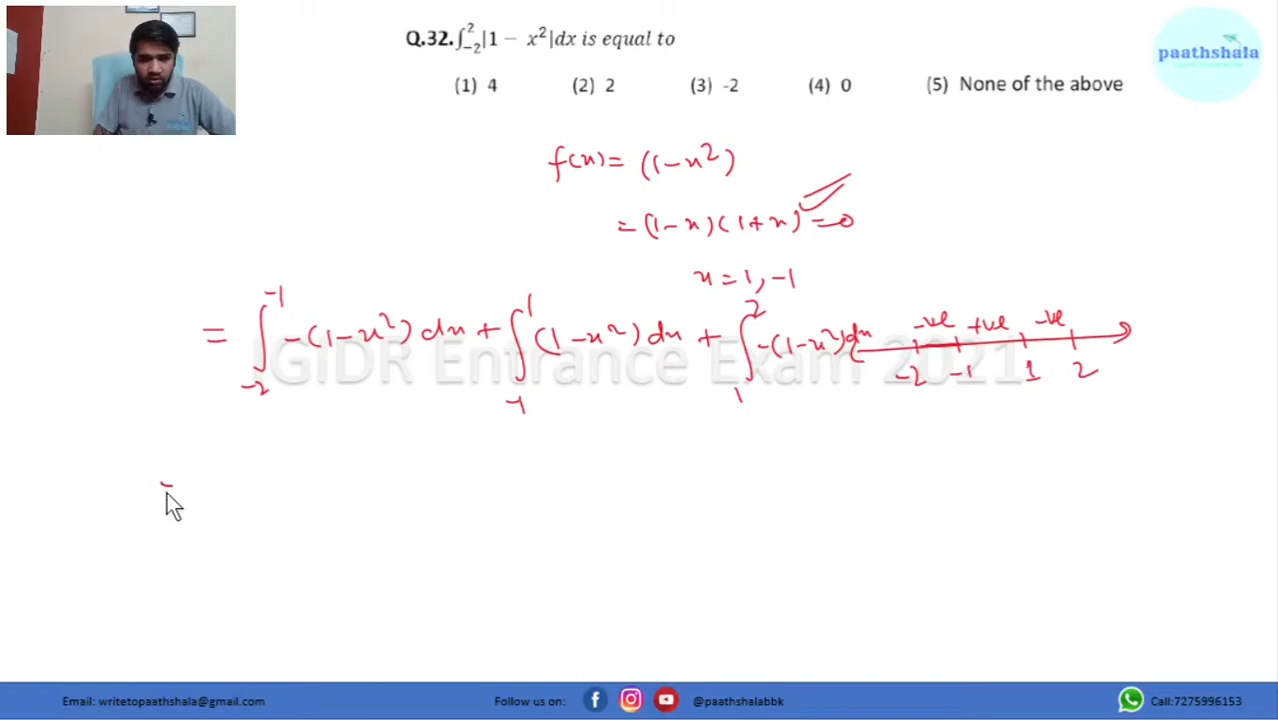 Q.32.∫₋₂²|1 − x²|dx is equal to
paathshala
(1) 4 (2) 2 (3) -2 (4) 0 (5) None of the above
f(x)= (1-x²)
= (1-x)(1+x) =0
x = 1, -1
= ∫₋₂⁻¹ -(1-x²) dx + ∫₋₁¹ (1-x²) dx + ∫₁² -(1-x²)dx
-ve +ve -ve
-2 -1 1 2
GIDR Entrance Exam 2021
Email: writetopaathshala@gmail.com Follow us on: @paathshalabbk Call:7275996153